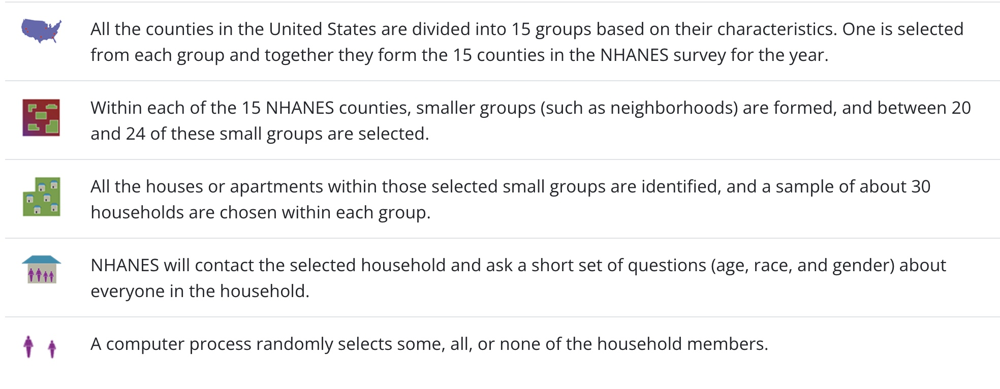 All the counties in the United States are divided into 15 groups based on their characteristics. One is selected
from each group and together they form the 15 counties in the NHANES survey for the year.
Within each of the 15 NHANES counties, smaller groups (such as neighborhoods) are formed, and between 20
and 24 of these small groups are selected.
All the houses or apartments within those selected small groups are identified, and a sample of about 30
households are chosen within each group.
NHANES will contact the selected household and ask a short set of questions (age, race, and gender) about
everyone in the household.
A computer process randomly selects some, all, or none of the household members.